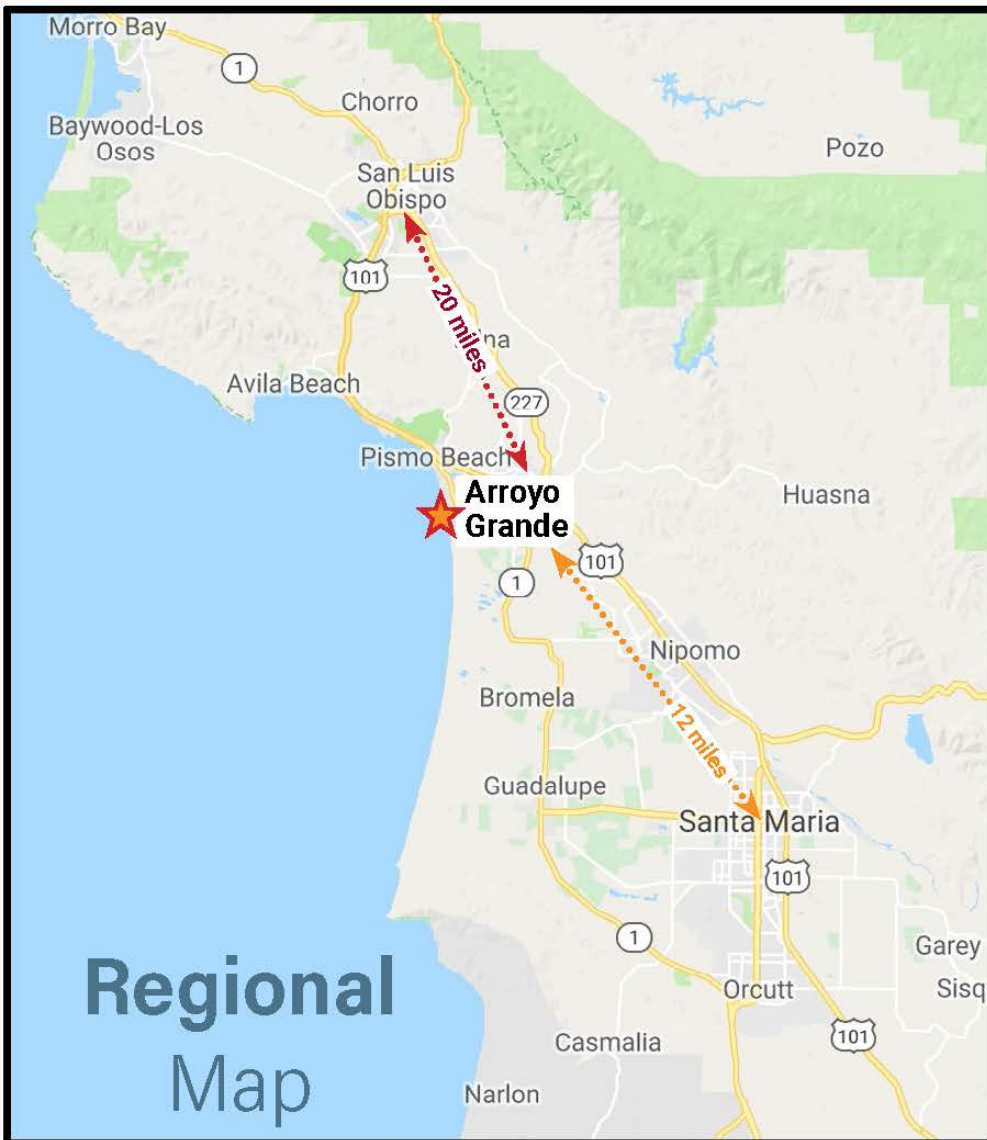 Morro Bay
1
Chorro
Baywood-Los
Osos
Pozo
San Luis
Obispo
101
20 miles
na
Avila Beach
227
Pismo Beach
Huasna
Arroyo
Grande
101
1
Nipomo
Bromela
12 miles
Guadalupe
Santa Maria
101
1
Garey
Sisq
Orcutt
101
Casmalia
Narlon
Regional
Map